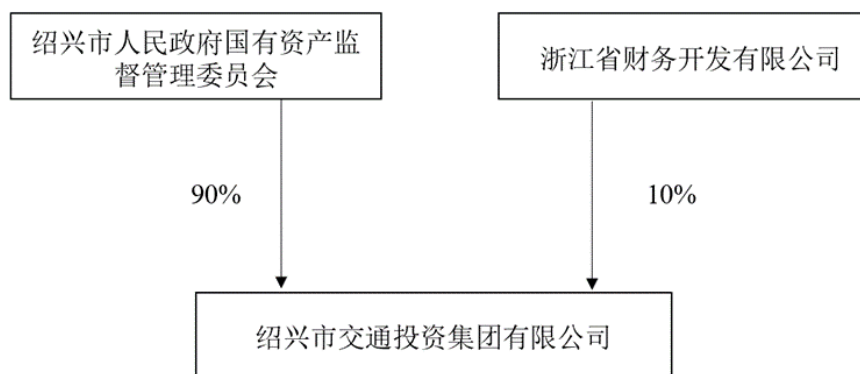 绍兴市人民政府国有资产监
督管理委员会
浙江省财务开发有限公司
90%
10%
绍兴市交通投资集团有限公司